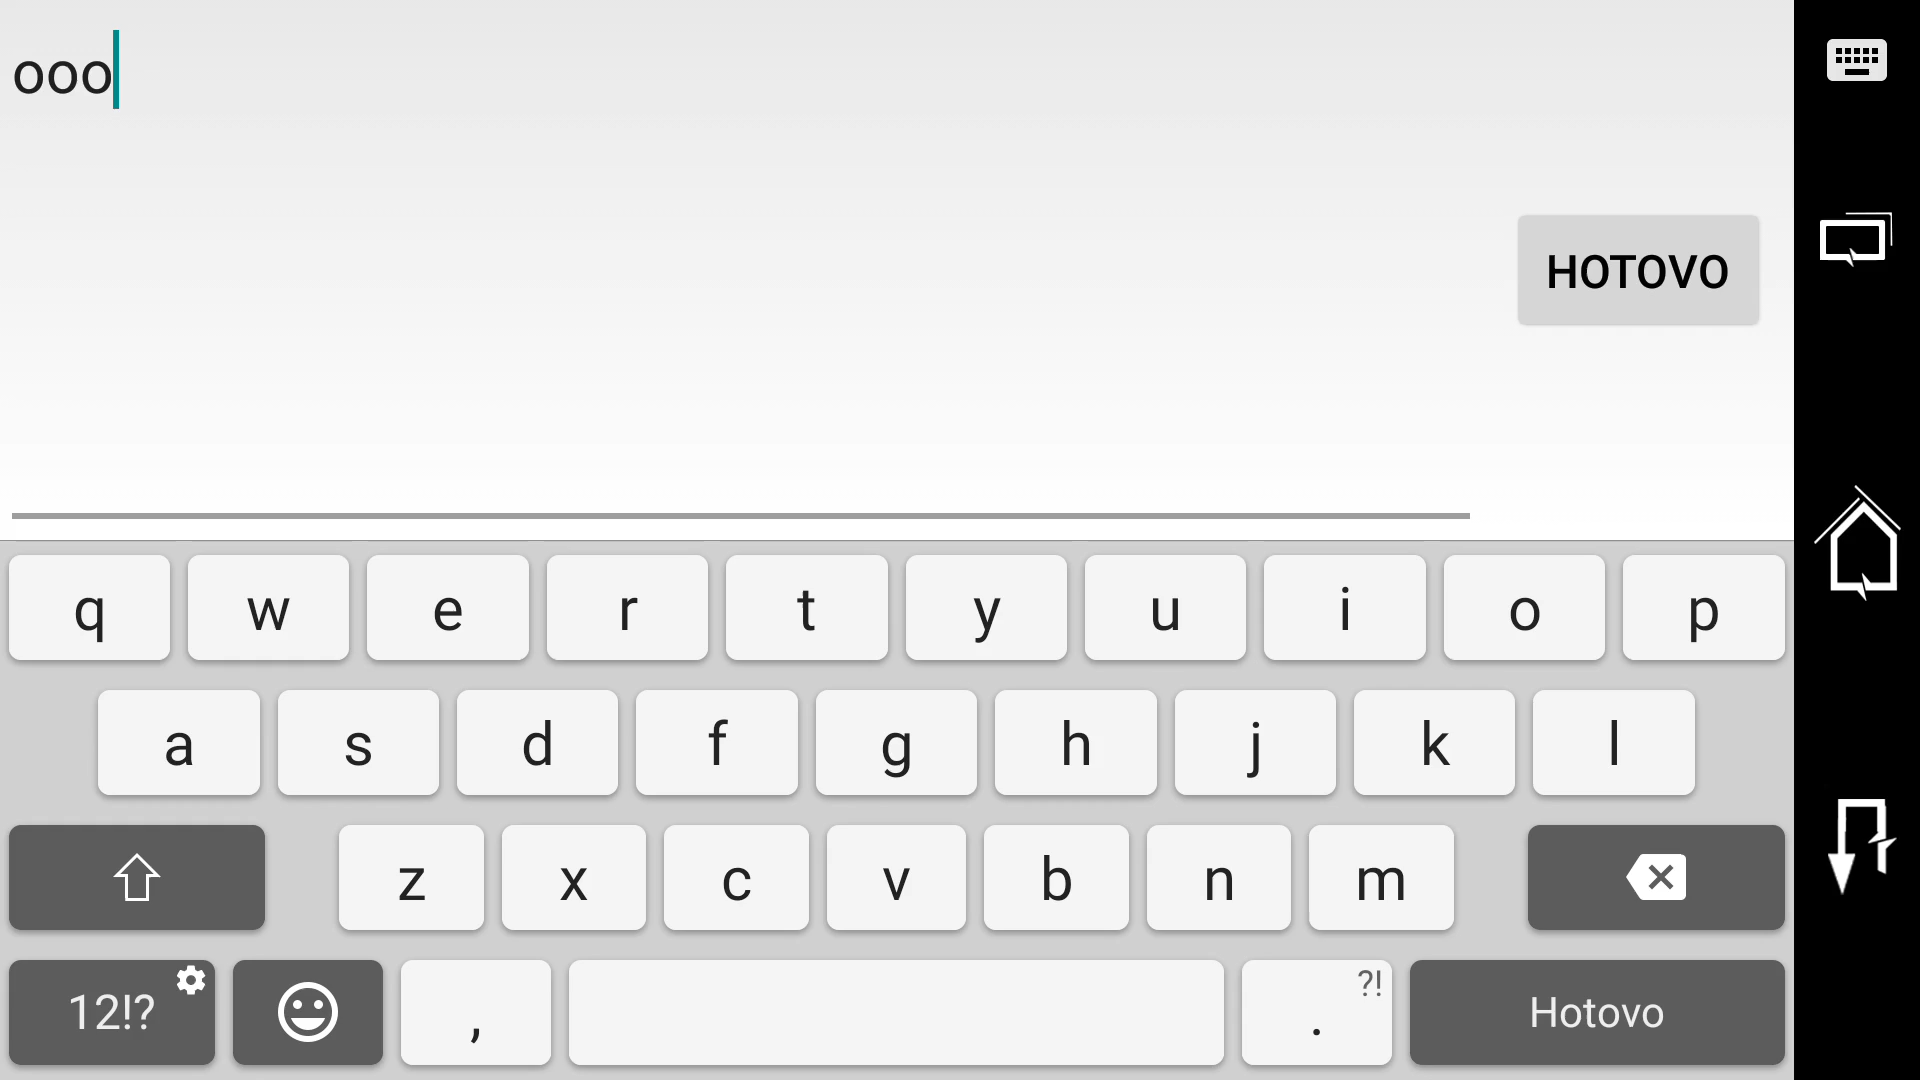 ooo
HOTOVO
q w e r t y u i o p
a s d f g h j k l
z x c v b n m
12!? , . ?! Hotovo